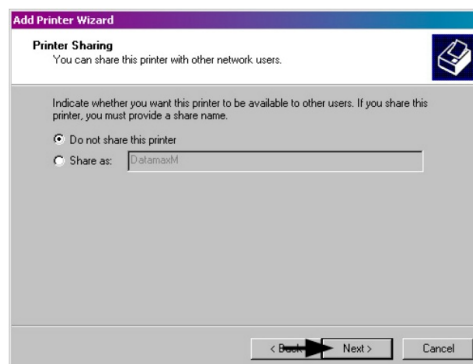 Add Printer Wizard
Printer Sharing
You can share this printer with other network users.
Indicate whether you want this printer to be available to other users. If you share this
printer, you must provide a share name.
Do not share this printer
Share as: DatamaxM
< Back Next > Cancel